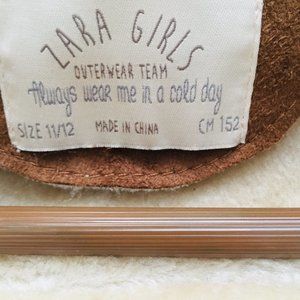 ZARA GIRLS
OUTERWEAR TEAM
Always wear me in a cold day
SIZE 11/12 MADE IN CHINA CM 152